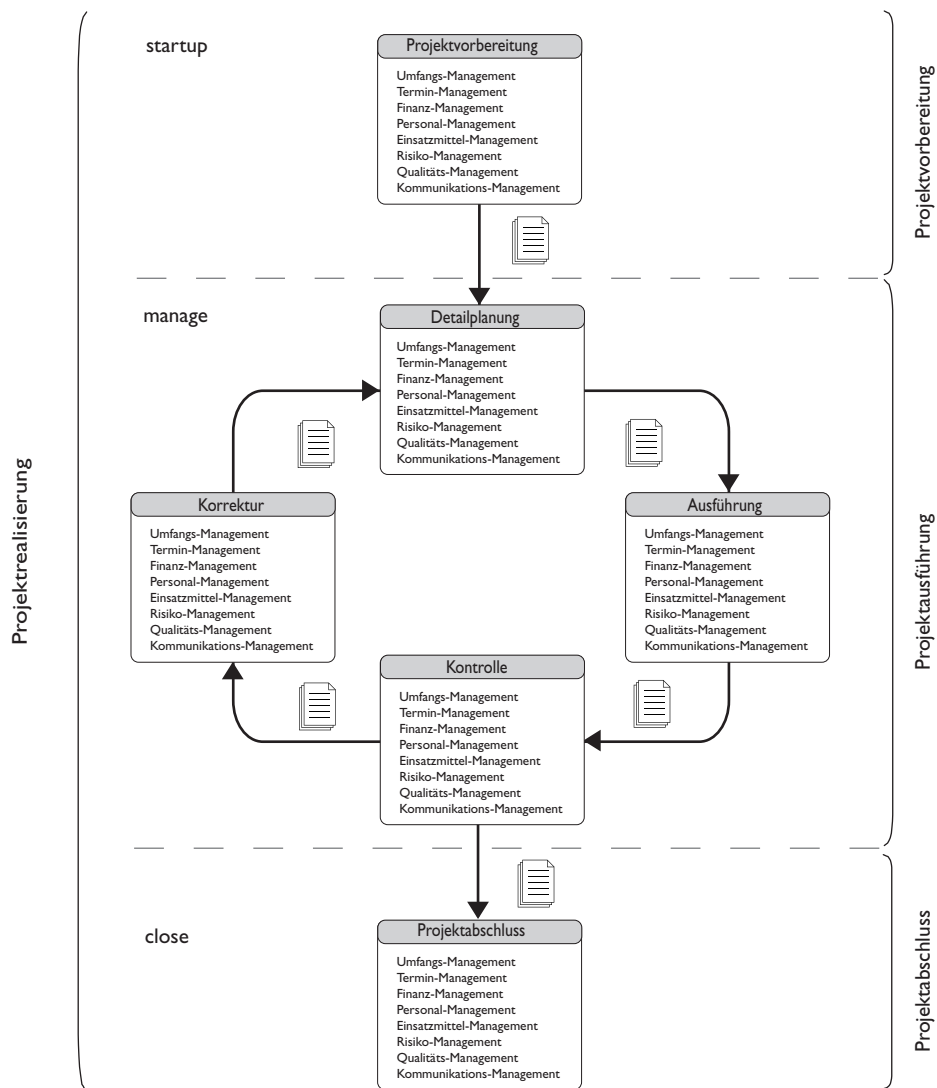 startup
Projektvorbereitung
Umfangs-Management
Termin-Management
Finanz-Management
Personal-Management
Einsatzmittel-Management
Risiko-Management
Qualitäts-Management
Kommunikations-Management
Projektvorbereitung
manage
Detailplanung
Umfangs-Management
Termin-Management
Finanz-Management
Personal-Management
Einsatzmittel-Management
Risiko-Management
Qualitäts-Management
Kommunikations-Management
Projektrealisierung
Korrektur
Umfangs-Management
Termin-Management
Finanz-Management
Personal-Management
Einsatzmittel-Management
Risiko-Management
Qualitäts-Management
Kommunikations-Management
Ausführung
Umfangs-Management
Termin-Management
Finanz-Management
Personal-Management
Einsatzmittel-Management
Risiko-Management
Qualitäts-Management
Kommunikations-Management
Projektausführung
Kontrolle
Umfangs-Management
Termin-Management
Finanz-Management
Personal-Management
Einsatzmittel-Management
Risiko-Management
Qualitäts-Management
Kommunikations-Management
close
Projektabschluss
Umfangs-Management
Termin-Management
Finanz-Management
Personal-Management
Einsatzmittel-Management
Risiko-Management
Qualitäts-Management
Kommunikations-Management
Projektabschluss